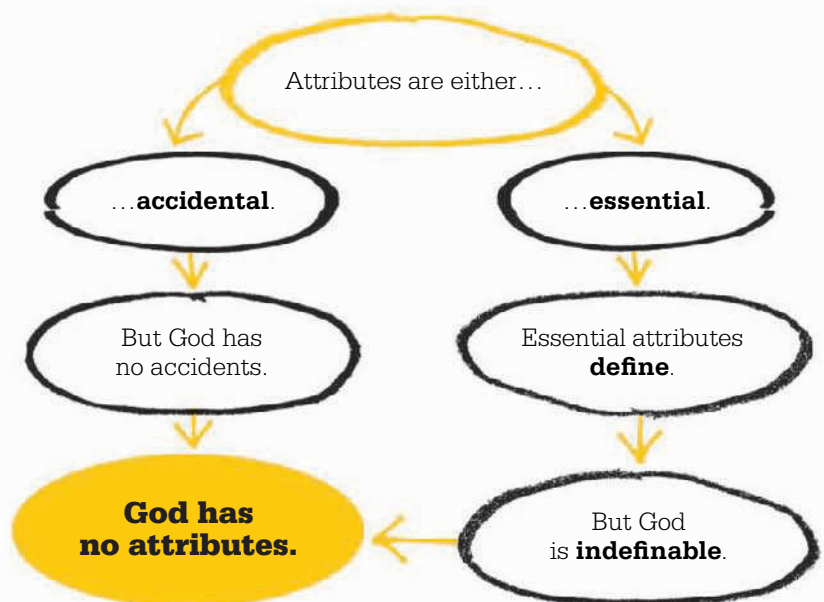 Attributes are either…
…accidental.
…essential.
But God has
no accidents.
Essential attributes
define.
God has
no attributes.
But God
is indefinable.